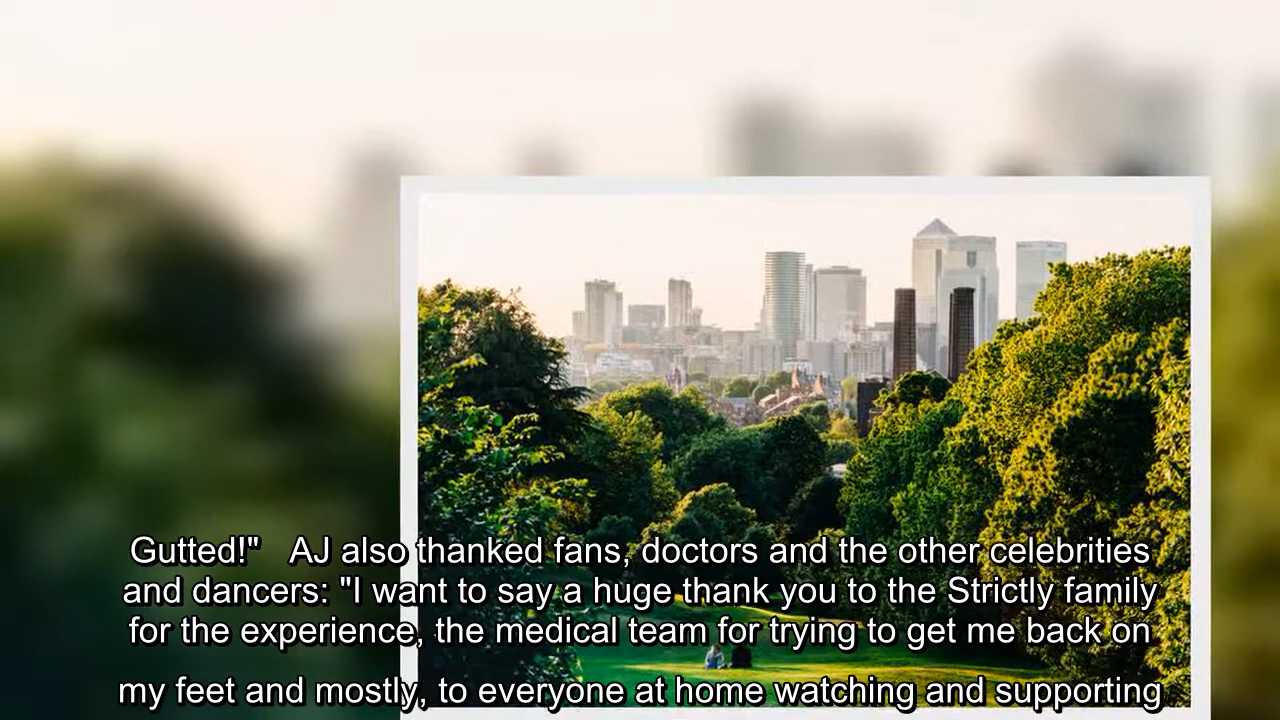 Gutted!"   AJ also thanked fans, doctors and the other celebrities
and dancers: "I want to say a huge thank you to the Strictly family
for the experience, the medical team for trying to get me back on
my feet and mostly, to everyone at home watching and supporting